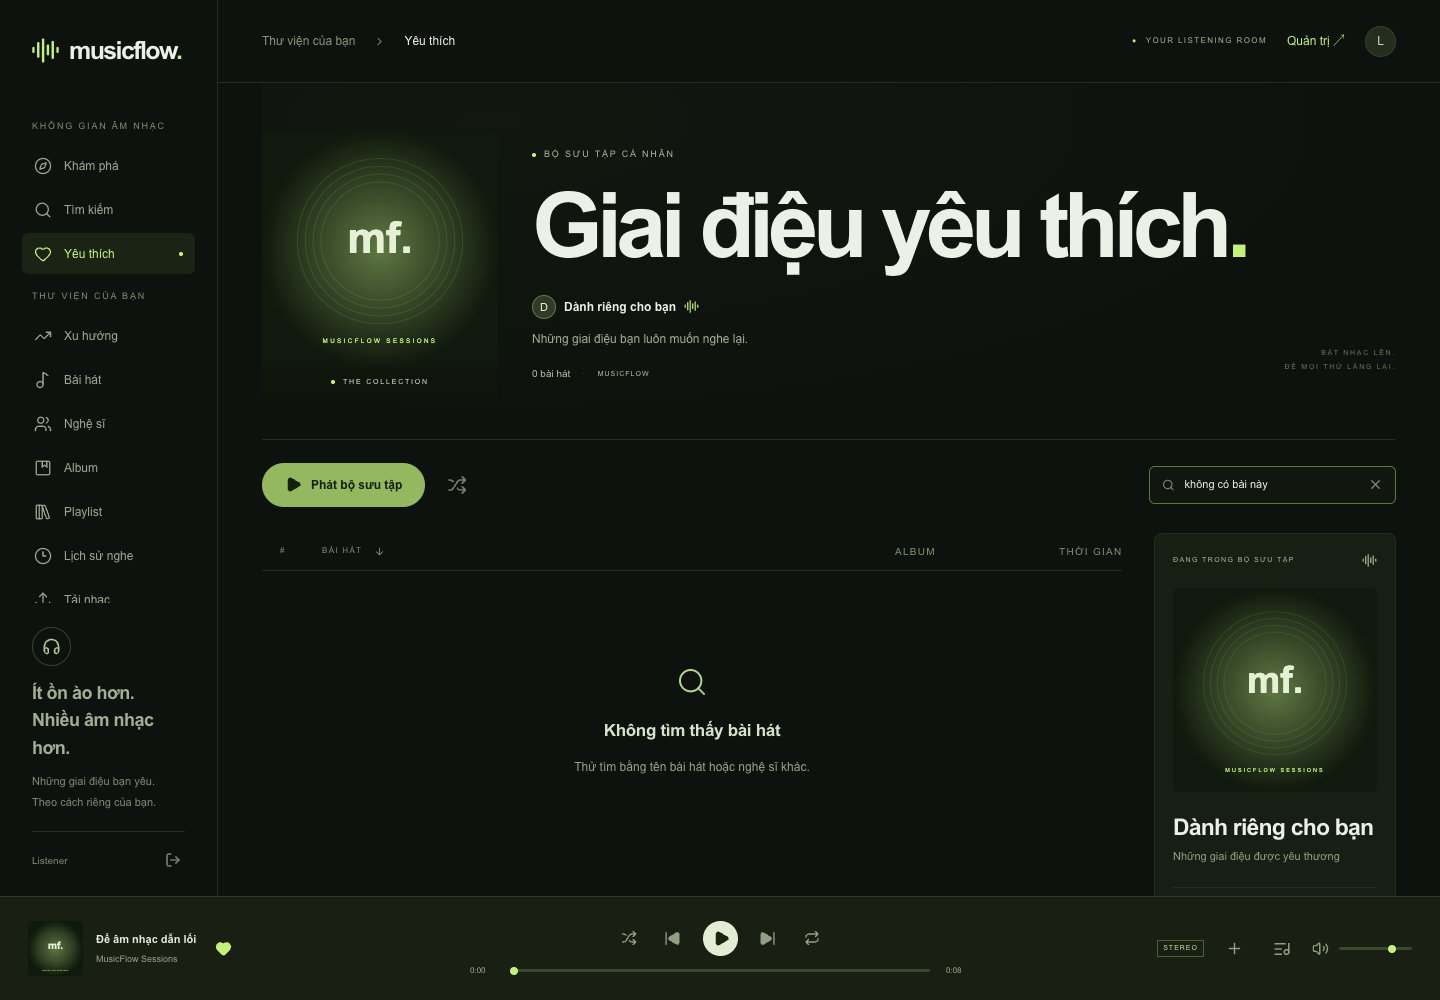 musicflow.
Thư viện của bạn > Yêu thích
YOUR LISTENING ROOM
Quản trị
L
KHÔNG GIAN ÂM NHẠC
Khám phá
Tìm kiếm
Yêu thích
THƯ VIỆN CỦA BẠN
Xu hướng
Bài hát
Nghệ sĩ
Album
Playlist
Lịch sử nghe
Tải nhạc
Ít ồn ào hơn.
Nhiều âm nhạc
hơn.
Những giai điệu bạn yêu.
Theo cách riêng của bạn.
Listener
mf.
MUSICFLOW SESSIONS
THE COLLECTION
BỘ SƯU TẬP CÁ NHÂN
Giai điệu yêu thích.
D
Dành riêng cho bạn
Những giai điệu bạn luôn muốn nghe lại.
0 bài hát · MUSICFLOW
BẬT NHẠC LÊN.
ĐỂ MỌI THỨ LẮNG LẠI.
Phát bộ sưu tập
không có bài này
# BÀI HÁT ALBUM THỜI GIAN
Không tìm thấy bài hát
Thử tìm bằng tên bài hát hoặc nghệ sĩ khác.
ĐANG TRONG BỘ SƯU TẬP
mf.
MUSICFLOW SESSIONS
Dành riêng cho bạn
Những giai điệu được yêu thương
mf.
Để âm nhạc dẫn lối
MusicFlow Sessions
0:00
0:08
STEREO